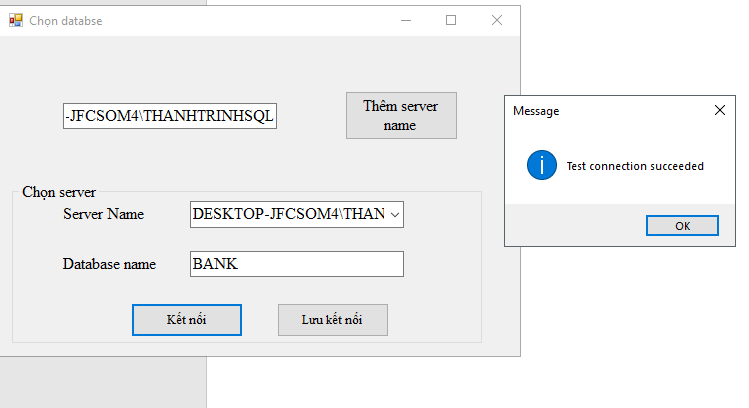 Chọn databse
-JFCSOM4\THANHTRINHSQL
Thêm server
name
Chọn server
Server Name
DESKTOP-JFCSOM4\THAN
Database name
BANK
Kết nối
Lưu kết nối
Message
Test connection succeeded
OK